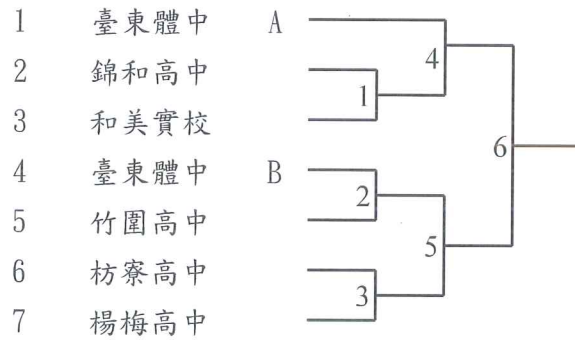 1 臺東體中 A
2 錦和高中
3 和美實校
4 臺東體中 B
5 竹圍高中
6 枋寮高中
7 楊梅高中
4
1
6
2
5
3